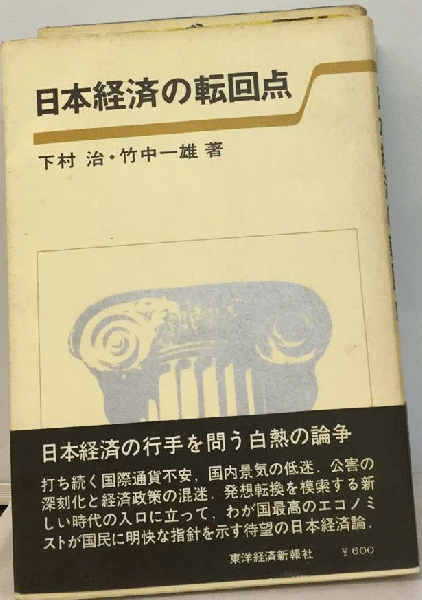 日本経済の転回点
下村 治・竹中一雄 著
日本経済の行手を問う白熱の論争
打ち続く国際通貨不安．国内景気の低迷．公害の
深刻化と経済政策の混迷．発想転換を模索する新
しい時代の入口に立って，わが国最高のエコノミ
ストが国民に明快な指針を示す待望の日本経済論．
東洋経済新報社 ¥600